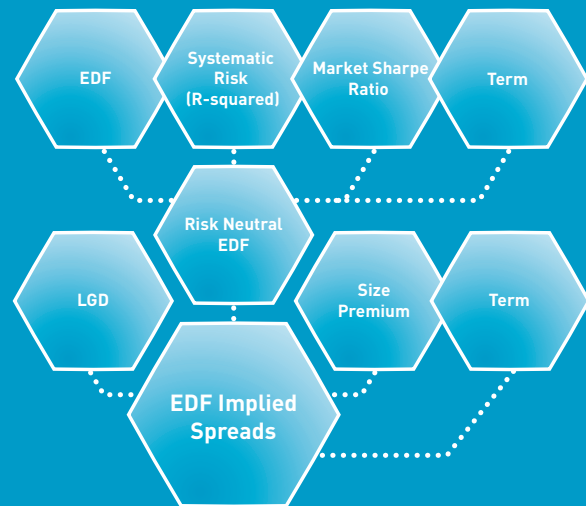 EDF
Systematic
Risk
(R-squared)
Market Sharpe
Ratio
Term
Risk Neutral
EDF
LGD
Size
Premium
Term
EDF Implied
Spreads